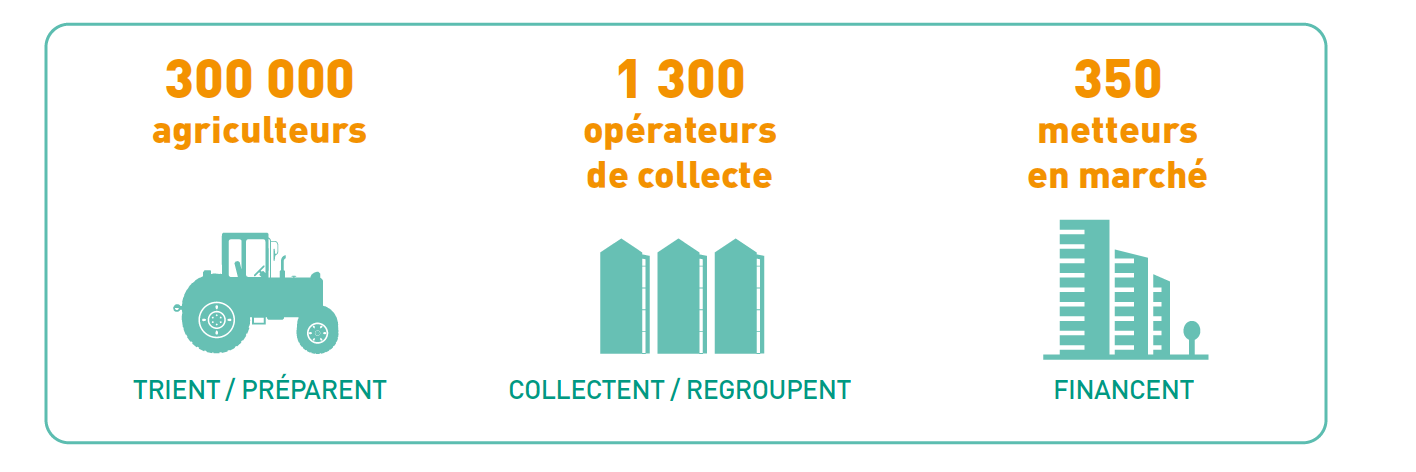 300 000
agriculteurs
TRIENT / PRÉPARENT
1 300
opérateurs
de collecte
COLLECTENT / REGROUPENT
350
metteurs
en marché
FINANCENT